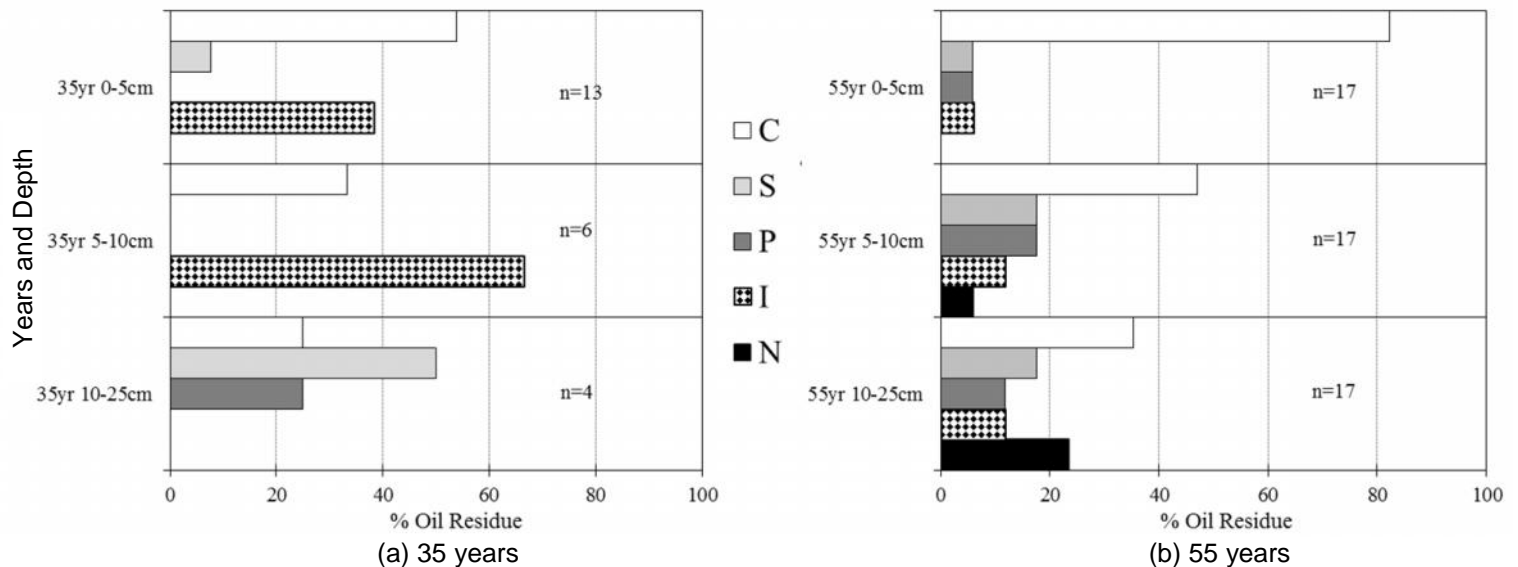 Years and Depth
35yr 0-5cm
n=13
35yr 5-10cm
n=6
35yr 10-25cm
n=4
0 20 40 60 80 100
% Oil Residue
(a) 35 years
C
S
P
I
N
55yr 0-5cm
n=17
55yr 5-10cm
n=17
55yr 10-25cm
n=17
0 20 40 60 80 100
% Oil Residue
(b) 55 years